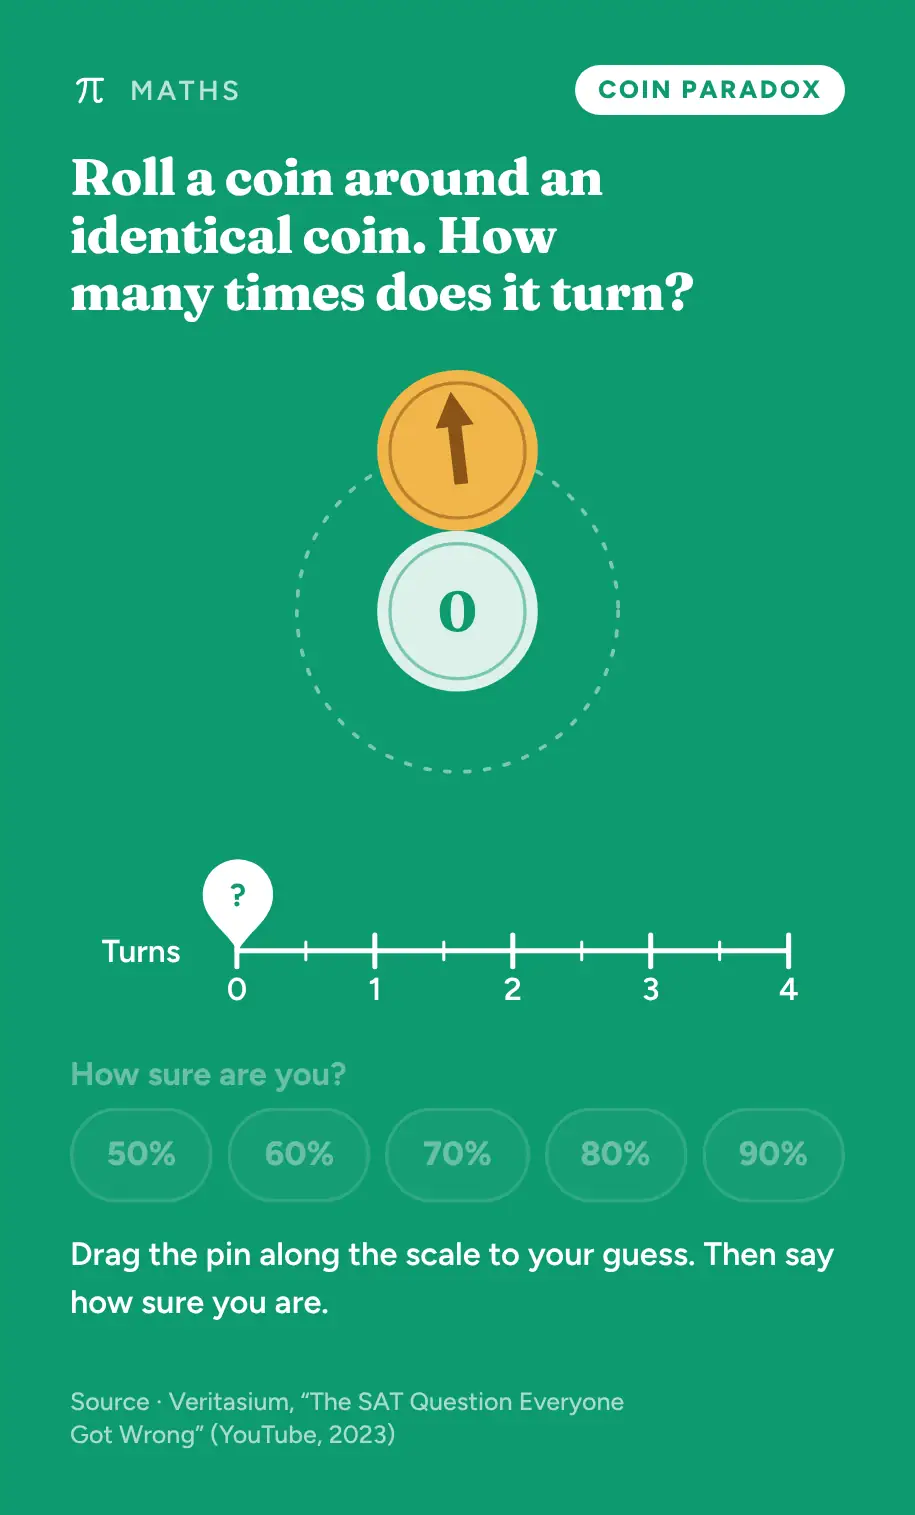 π MATHS
COIN PARADOX
Roll a coin around an
identical coin. How
many times does it turn?
0
?
Turns
0 1 2 3 4
How sure are you?
50% 60% 70% 80% 90%
Drag the pin along the scale to your guess. Then say
how sure you are.
Source · Veritasium, “The SAT Question Everyone
Got Wrong” (YouTube, 2023)